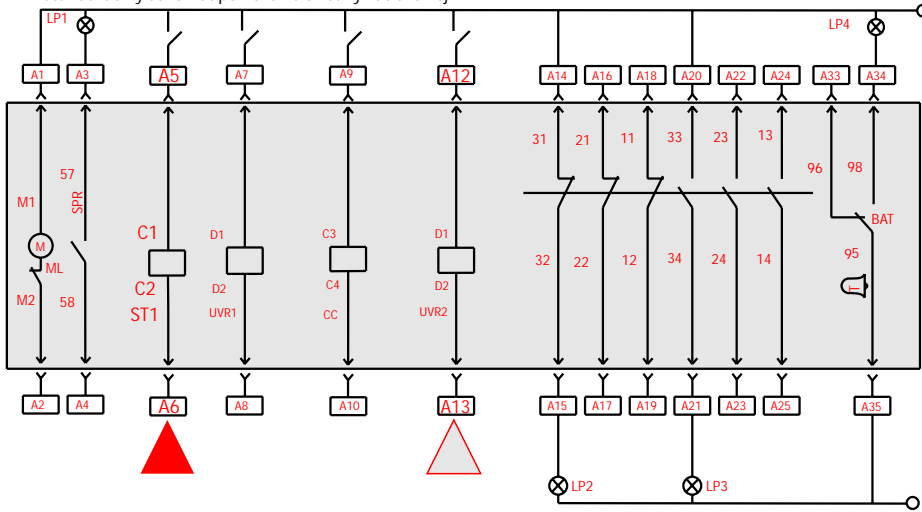 LP1
LP4
A1 A3 A5 A7 A9 A12 A14 A16 A18 A20 A22 A24 A33 A34
31 21 11 33 23 13
57 96 98
M1 SPR
C1 D1 C3 D1 BAT
M
ML 32 22 12 34 24 14 95
C2 D2 C4 D2 T
M2 58 ST1 UVR1 CC UVR2
A2 A4 A6 A8 A10 A13 A15 A17 A19 A21 A23 A25 A35
LP2 LP3